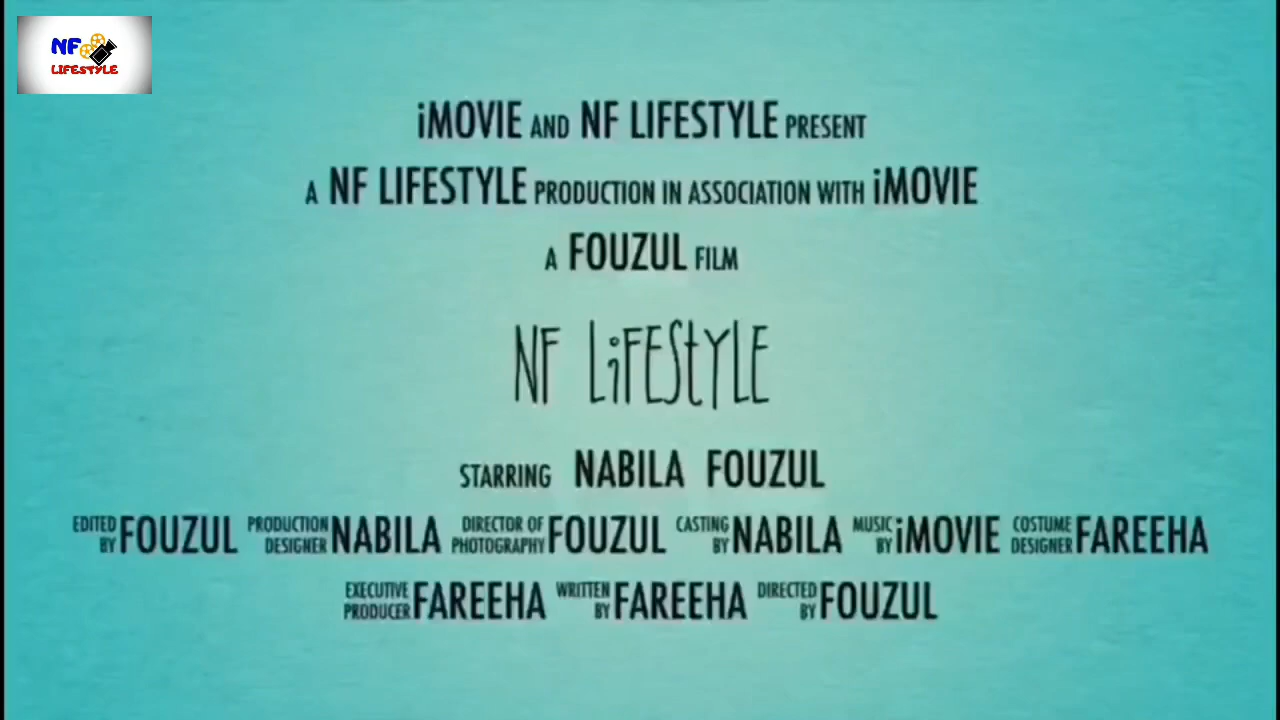 NF
LIFESTYLE
iMOVIE AND NF LIFESTYLE PRESENT
A NF LIFESTYLE PRODUCTION IN ASSOCIATION WITH iMOVIE
A FOUZUL FILM
NF LiFEStYLE
STARRING NABILA FOUZUL
EDITED BY FOUZUL PRODUCTION DESIGNER NABILA DIRECTOR OF PHOTOGRAPHY FOUZUL CASTING BY NABILA MUSIC BY iMOVIE COSTUME DESIGNER FAREEHA
EXECUTIVE PRODUCER FAREEHA WRITTEN BY FAREEHA DIRECTED BY FOUZUL